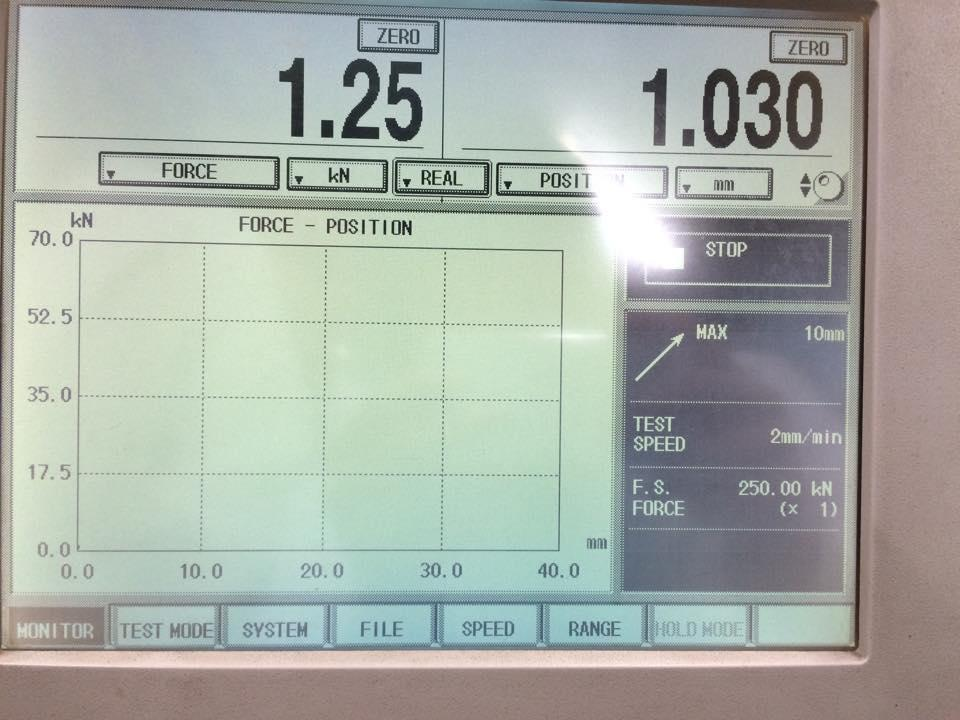 ZERO ZERO
1.25 1.030
FORCE kN REAL POSIT N mm
kN
FORCE - POSITION
70.0
52.5
35.0
17.5
0.0
0.0 10.0 20.0 30.0 40.0
mm
STOP
MAX 10mm
TEST
SPEED 2mm/min
F.S. 250.00 kN
FORCE (× 1)
MONITOR TEST MODE SYSTEM FILE SPEED RANGE HOLD MODE